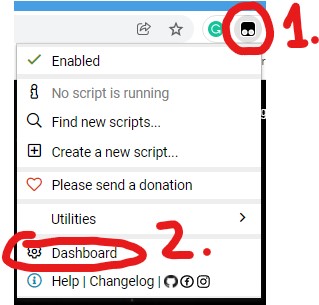 1.
Enabled
No script is running
Find new scripts...
Create a new script...
Please send a donation
Utilities
2.
Dashboard
Help | Changelog |